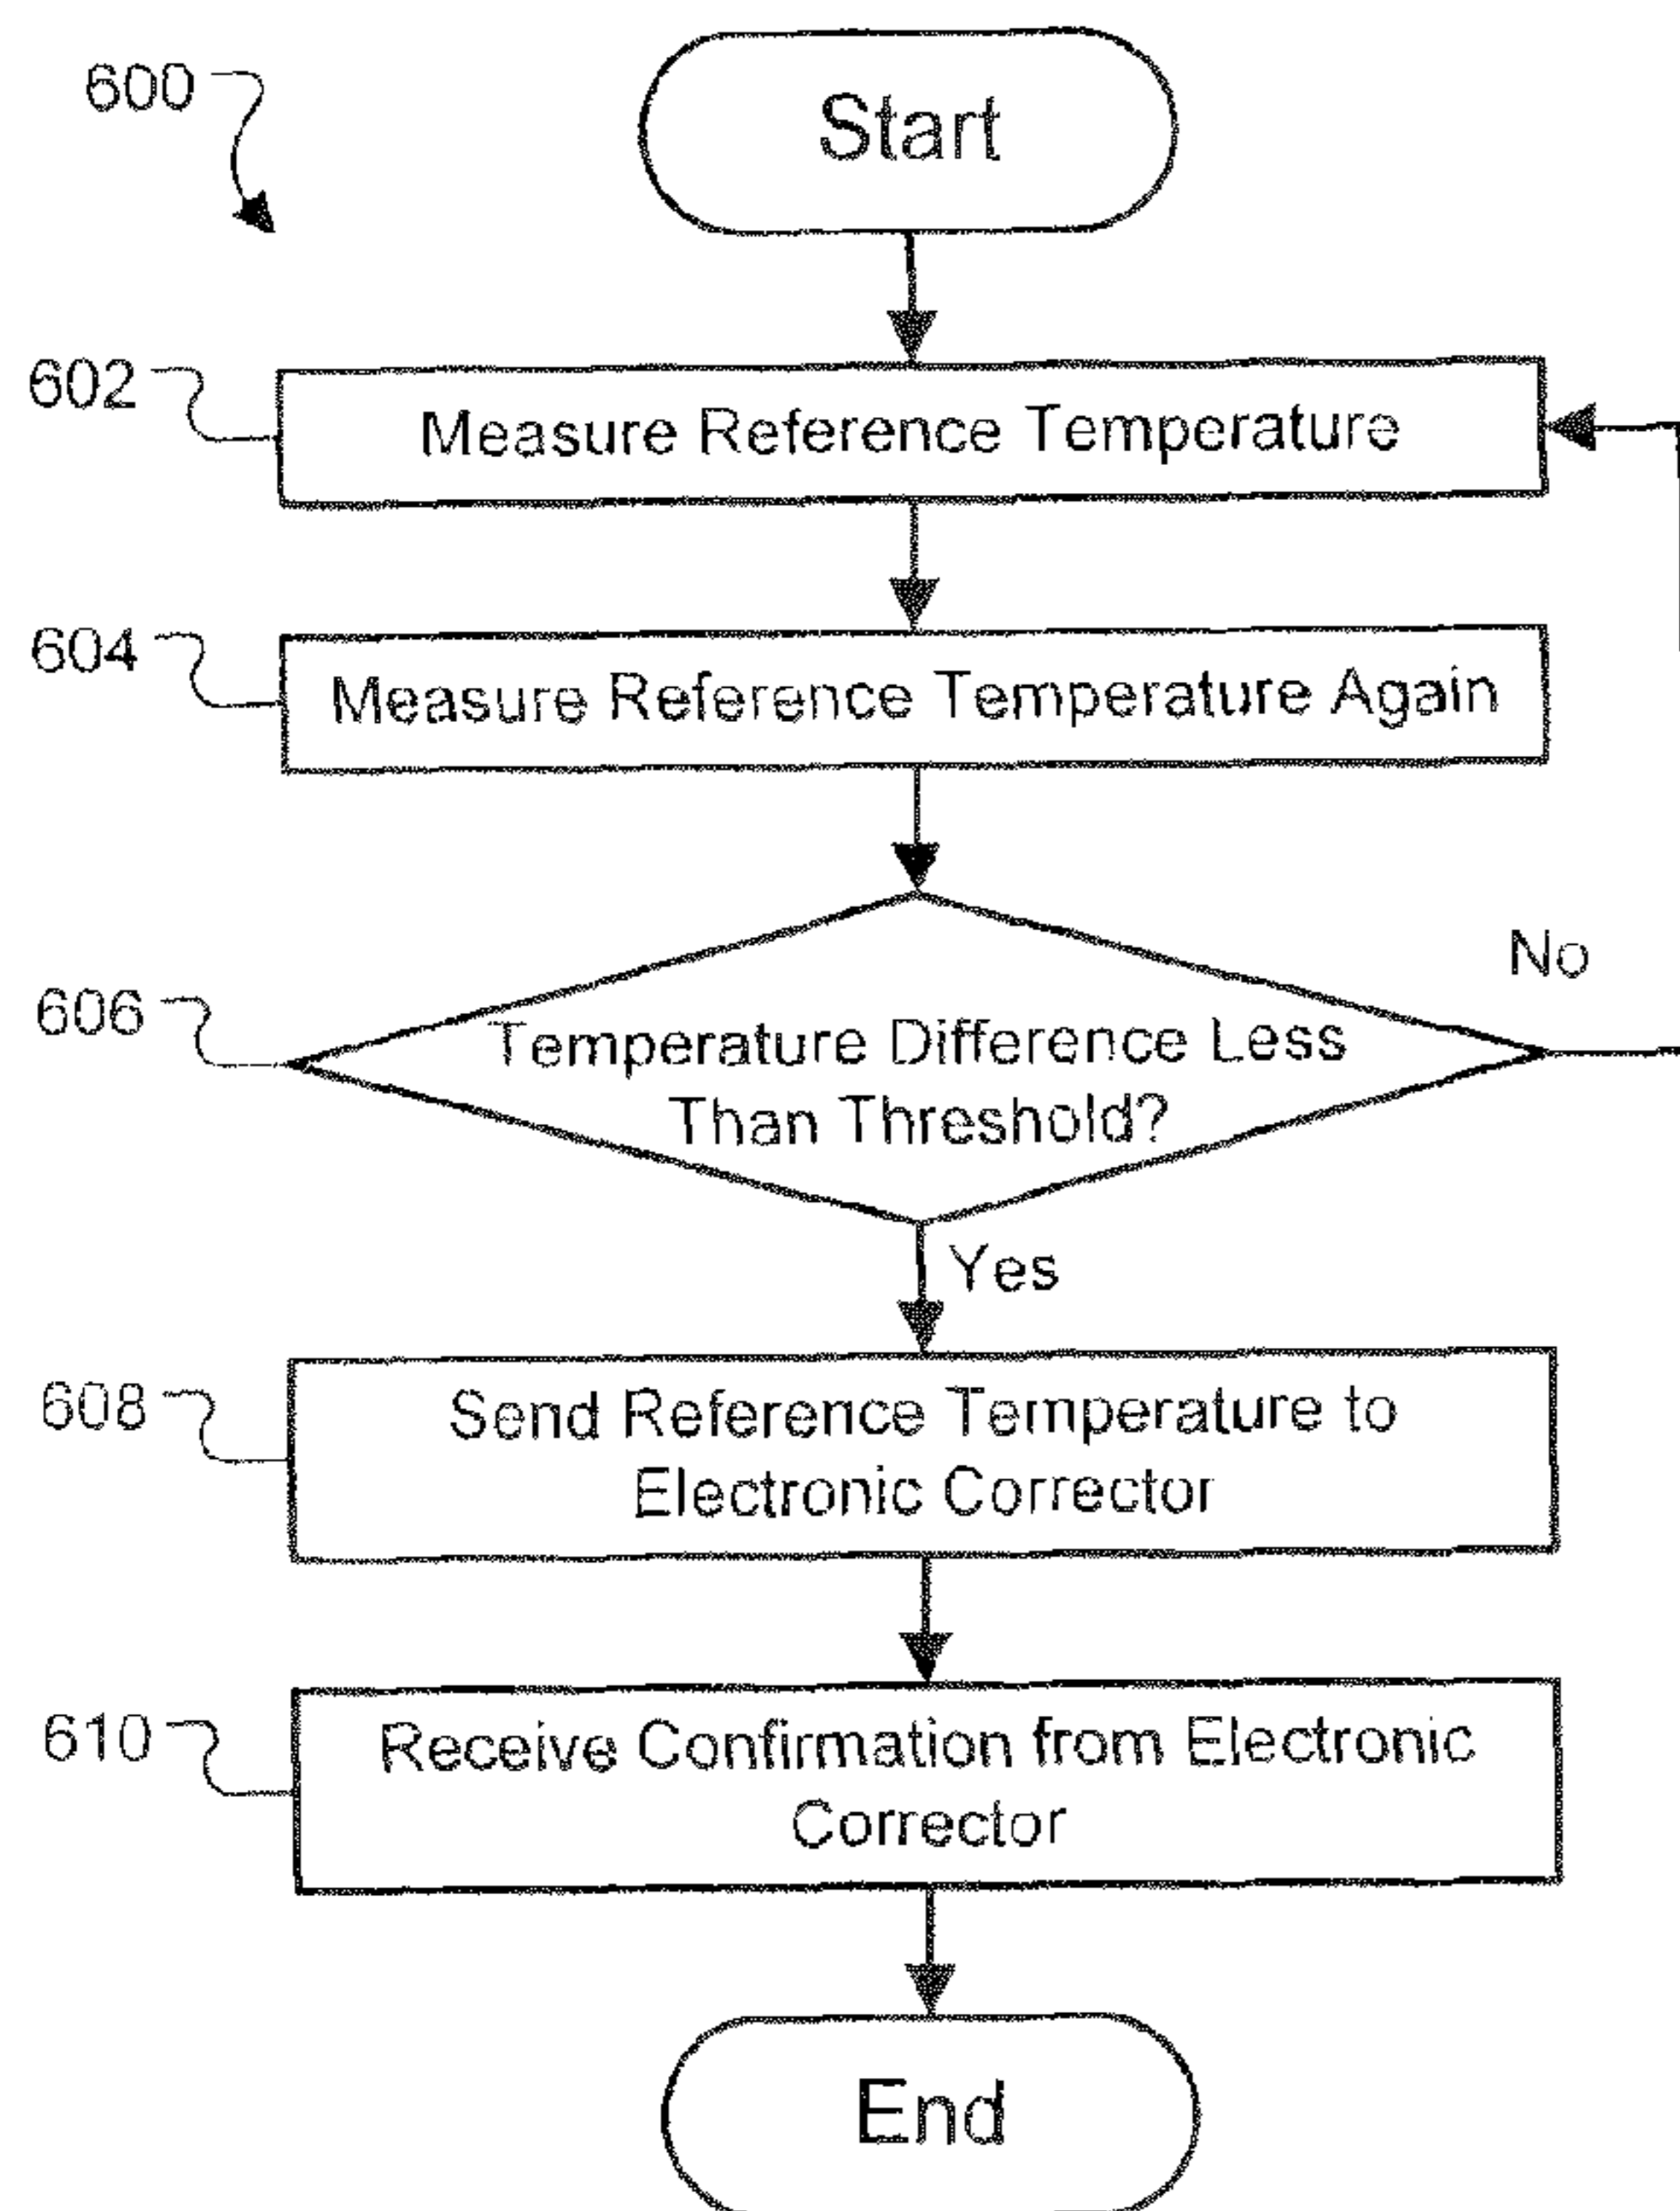 600
Start
602
Measure Reference Temperature
604
Measure Reference Temperature Again
No
606
Temperature Difference Less
Than Threshold?
Yes
608
Send Reference Temperature to
Electronic Corrector
610
Receive Confirmation from Electronic
Corrector
End